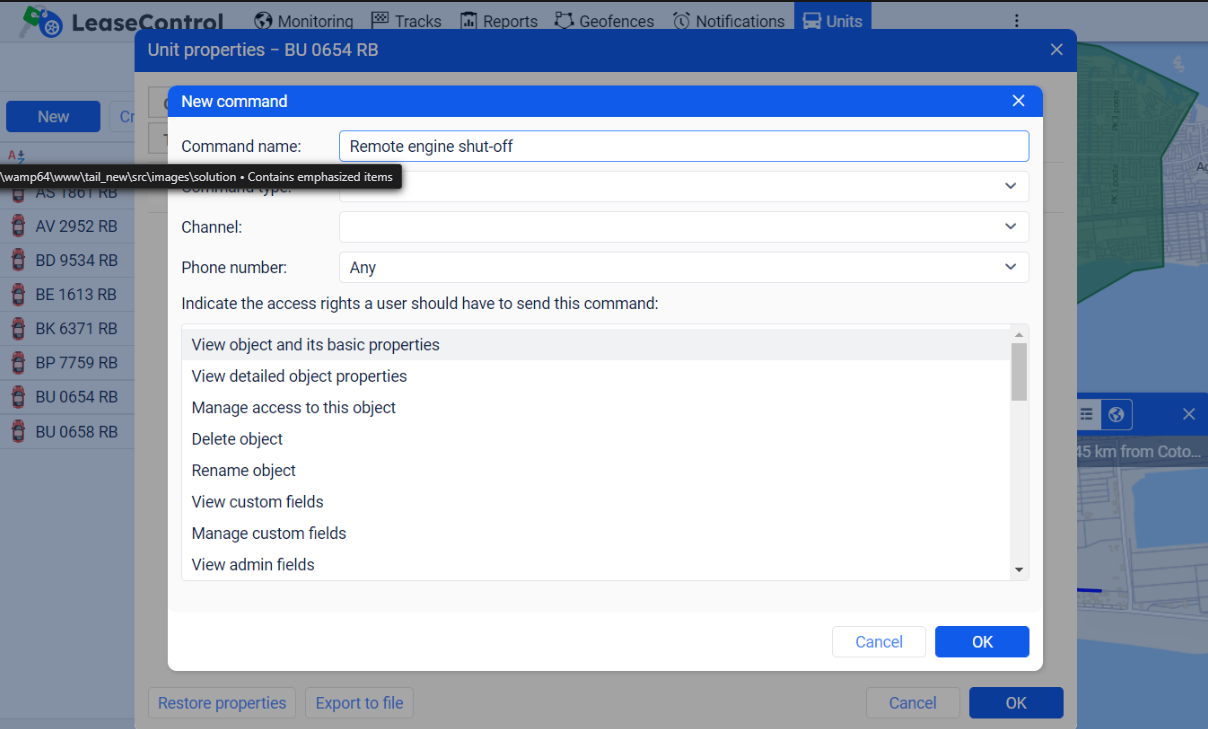 LeaseControl Monitoring Tracks Reports Geofences Notifications Units
Unit properties – BU 0654 RB
New
Cr
New command
Command name: Remote engine shut-off
\wamp64\www\tail_new\src\images\solution • Contains emphasized items
Command type:
AS 1861 RB
Channel:
AV 2952 RB
BD 9534 RB
Phone number: Any
BE 1613 RB
Indicate the access rights a user should have to send this command:
BK 6371 RB
View object and its basic properties
BP 7759 RB
View detailed object properties
BU 0654 RB
Manage access to this object
BU 0658 RB
Delete object
45 km from Coto...
Rename object
View custom fields
Manage custom fields
View admin fields
Cancel OK
Restore properties Export to file Cancel OK